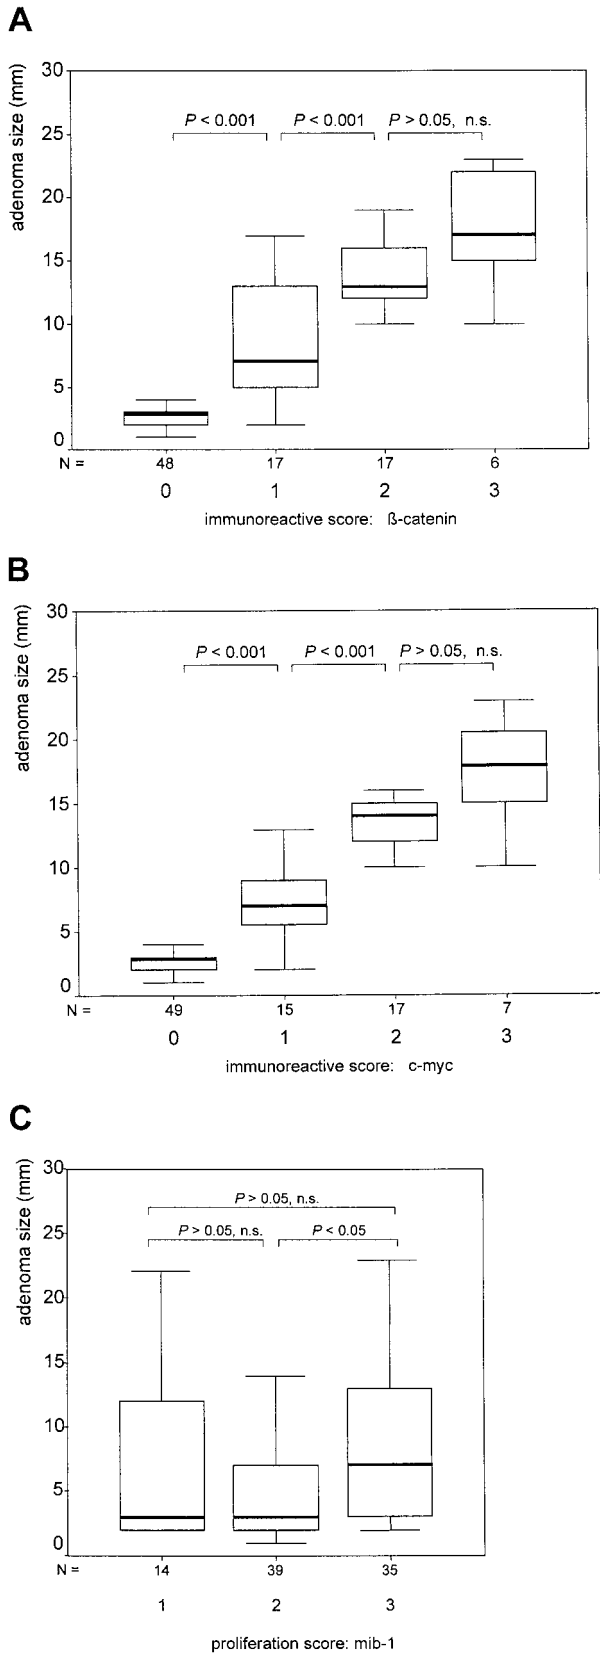 A
adenoma size (mm)
30
25
20
15
10
5
0
P < 0.001 P < 0.001 P > 0.05, n.s.
N = 48 17 17 6
0 1 2 3
immunoreactive score: ß-catenin
B
adenoma size (mm)
30
25
20
15
10
5
0
P < 0.001 P < 0.001 P > 0.05, n.s.
N = 49 15 17 7
0 1 2 3
immunoreactive score: c-myc
C
adenoma size (mm)
30
25
20
15
10
5
0
P > 0.05, n.s.
P > 0.05, n.s. P < 0.05
N = 14 39 35
1 2 3
proliferation score: mib-1